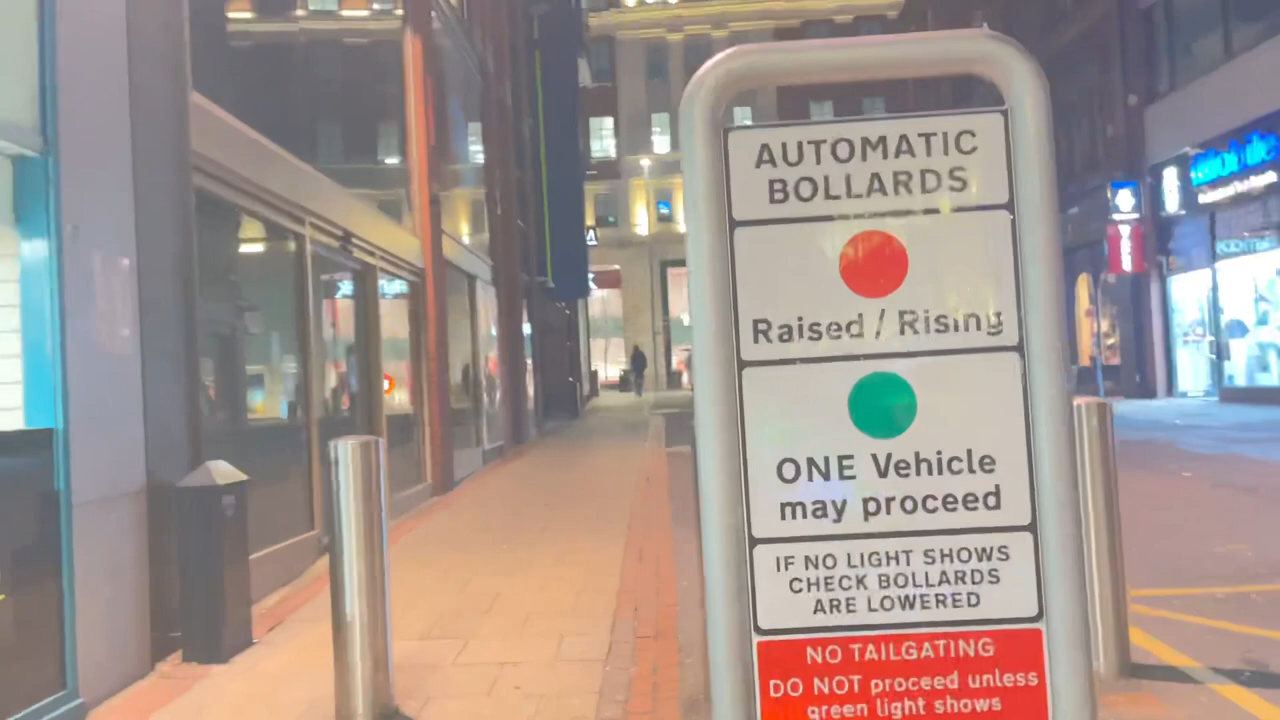 AUTOMATIC
BOLLARDS
Raised / Rising
ONE Vehicle
may proceed
IF NO LIGHT SHOWS
CHECK BOLLARDS
ARE LOWERED
NO TAILGATING
DO NOT proceed unless
green light shows